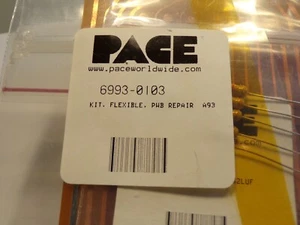 PACE
www.paceworldwide.com
6993-0103
KIT, FLEXIBLE, PWB REPAIR A93